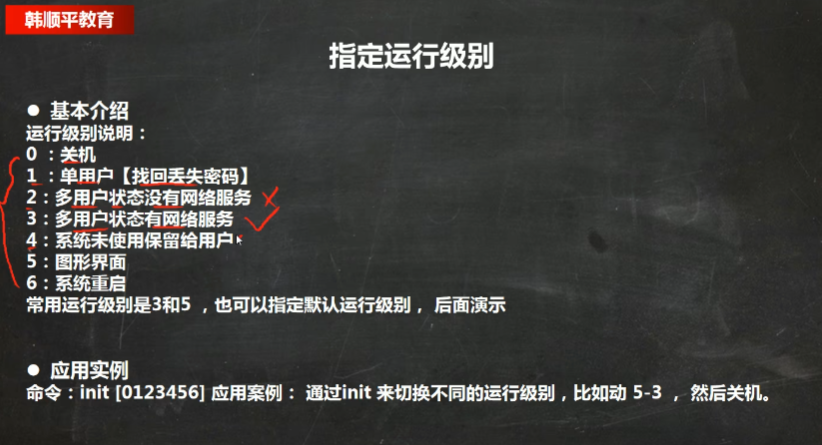 韩顺平教育
指定运行级别
● 基本介绍
运行级别说明：
0 ：关机
1 ：单用户【找回丢失密码】
2：多用户状态没有网络服务
3：多用户状态有网络服务
4：系统未使用保留给用户
5：图形界面
6：系统重启
常用运行级别是3和5 ，也可以指定默认运行级别， 后面演示
● 应用实例
命令：init [0123456] 应用案例： 通过init 来切换不同的运行级别，比如动 5-3 ， 然后关机。